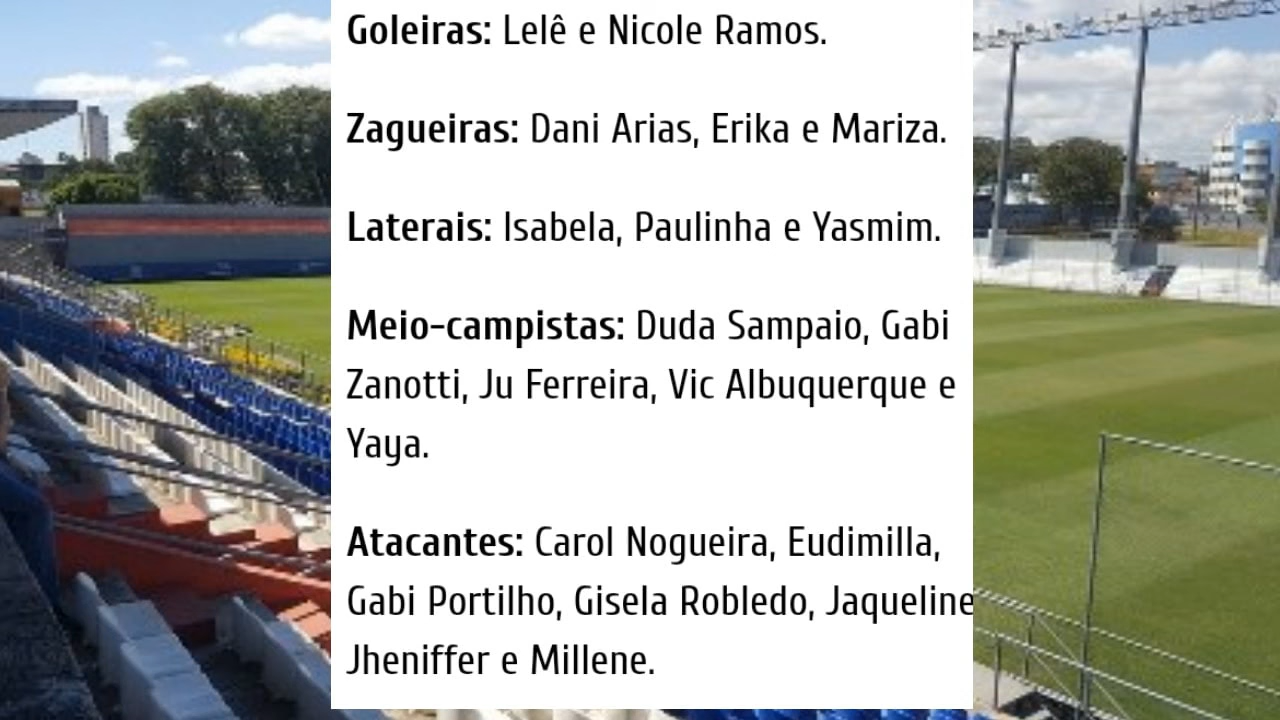 Goleiras: Lelê e Nicole Ramos.
Zagueiras: Dani Arias, Erika e Mariza.
Laterais: Isabela, Paulinha e Yasmim.
Meio-campistas: Duda Sampaio, Gabi
Zanotti, Ju Ferreira, Vic Albuquerque e
Yaya.
Atacantes: Carol Nogueira, Eudimilla,
Gabi Portilho, Gisela Robledo, Jaqueline
Jheniffer e Millene.